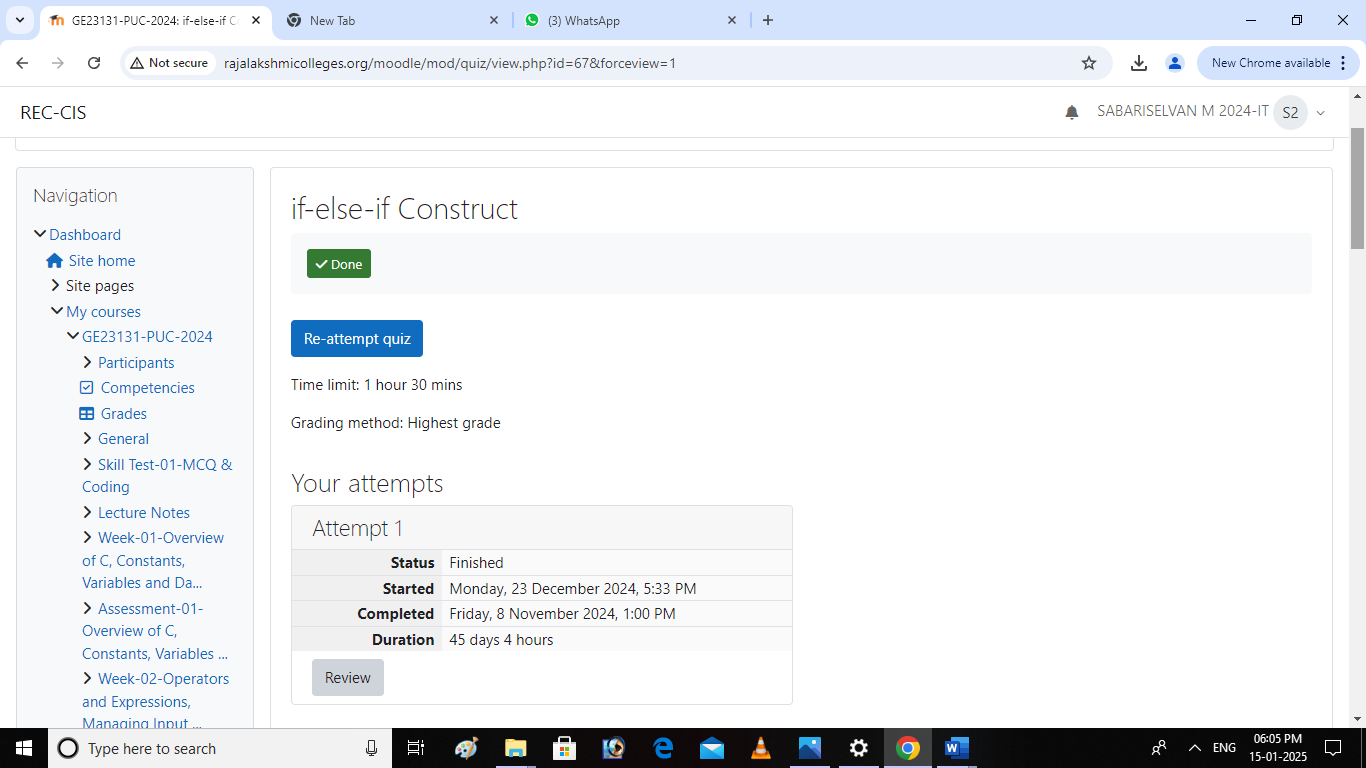 GE23131-PUC-2024: if-else-if C
New Tab
(3) WhatsApp
Not secure
rajalakshmicolleges.org/moodle/mod/quiz/view.php?id=67&forceview=1
New Chrome available
REC-CIS
SABARISELVAN M 2024-IT
S2
Navigation
Dashboard
Site home
Site pages
My courses
GE23131-PUC-2024
Participants
Competencies
Grades
General
Skill Test-01-MCQ &
Coding
Lecture Notes
Week-01-Overview
of C, Constants,
Variables and Da...
Assessment-01-
Overview of C,
Constants, Variables ...
Week-02-Operators
and Expressions,
Managing Input ...
if-else-if Construct
Done
Re-attempt quiz
Time limit: 1 hour 30 mins
Grading method: Highest grade
Your attempts
Attempt 1
Status Finished
Started Monday, 23 December 2024, 5:33 PM
Completed Friday, 8 November 2024, 1:00 PM
Duration 45 days 4 hours
Review
Type here to search
ENG
06:05 PM
15-01-2025